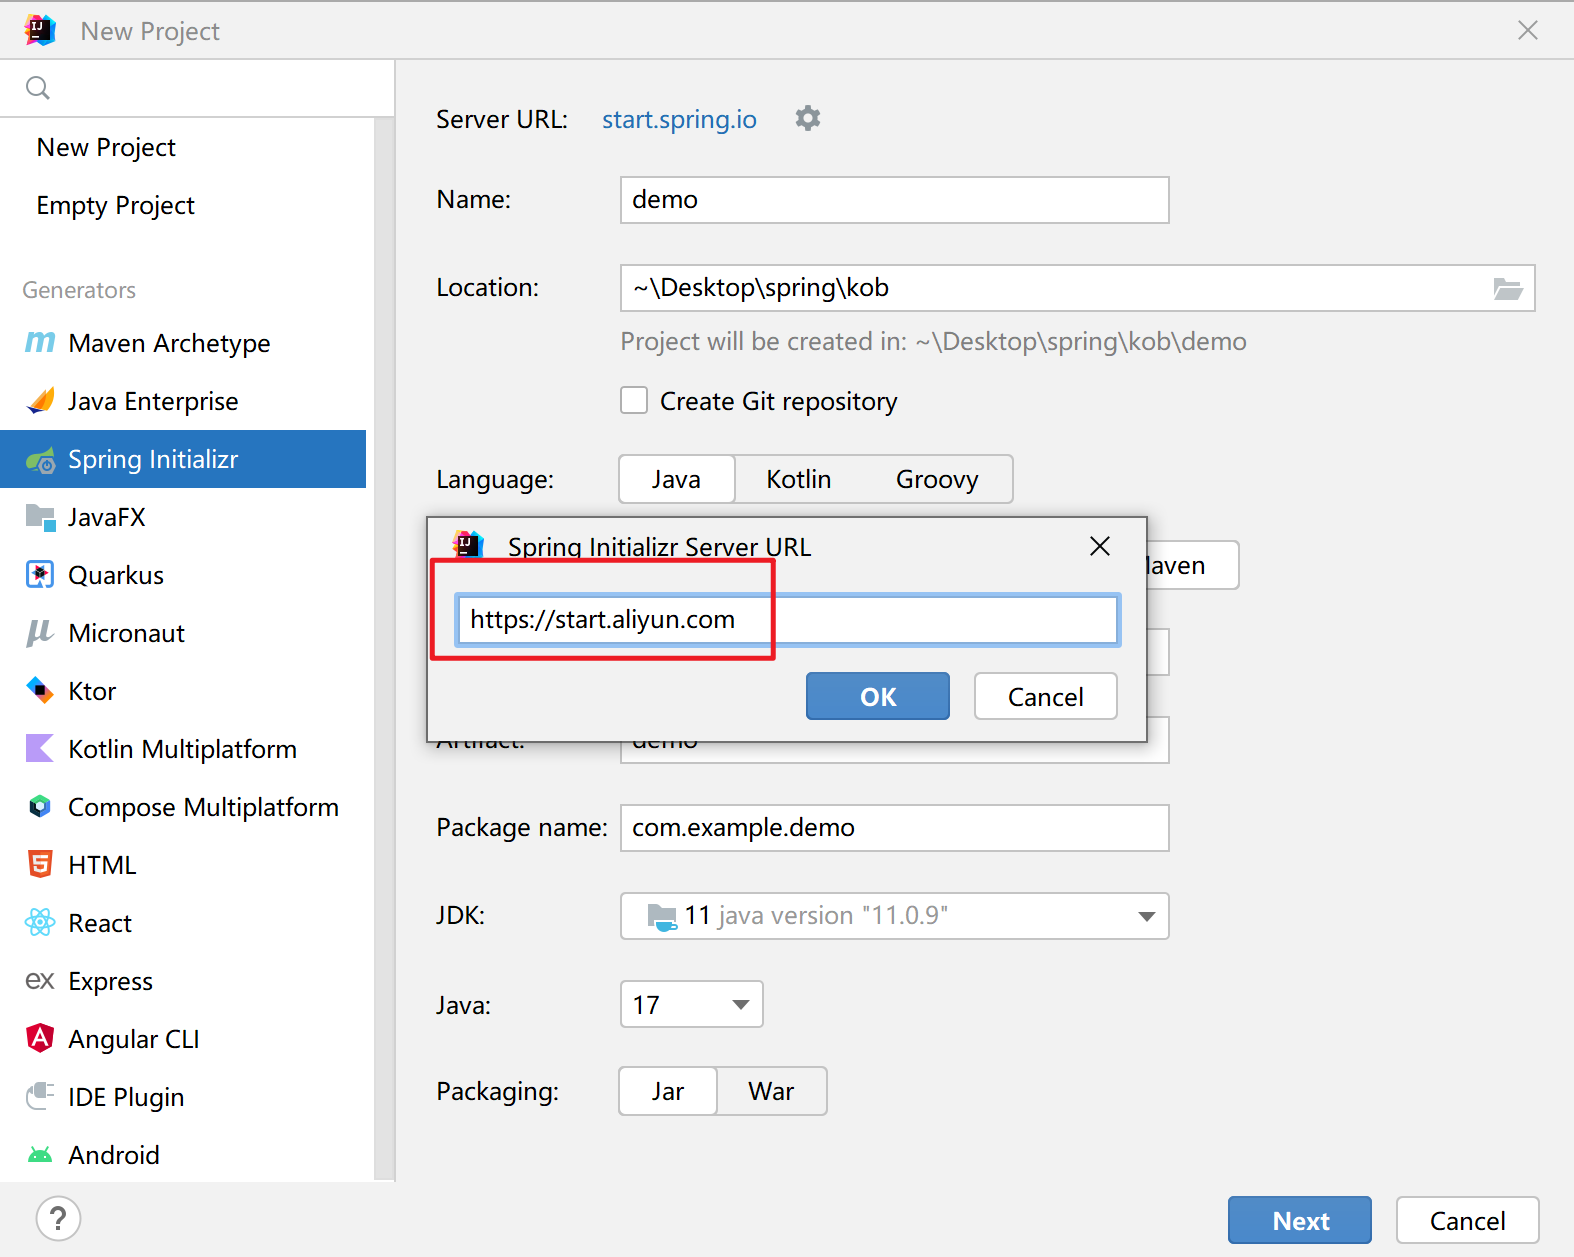 New Project
Server URL: start.spring.io
New Project
Name: demo
Empty Project
Location: ~\Desktop\spring\kob
Generators
Project will be created in: ~\Desktop\spring\kob\demo
Maven Archetype
Java Enterprise
Create Git repository
Spring Initializr
Language: Java Kotlin Groovy
JavaFX
Spring Initializr Server URL
Quarkus
https://start.aliyun.com
Micronaut
Ktor
OK Cancel
Kotlin Multiplatform
Artifact: demo
Compose Multiplatform
Package name: com.example.demo
HTML
React
JDK: 11 java version "11.0.9"
ex Express
Java: 17
Angular CLI
Packaging: Jar War
IDE Plugin
Android
? Next Cancel